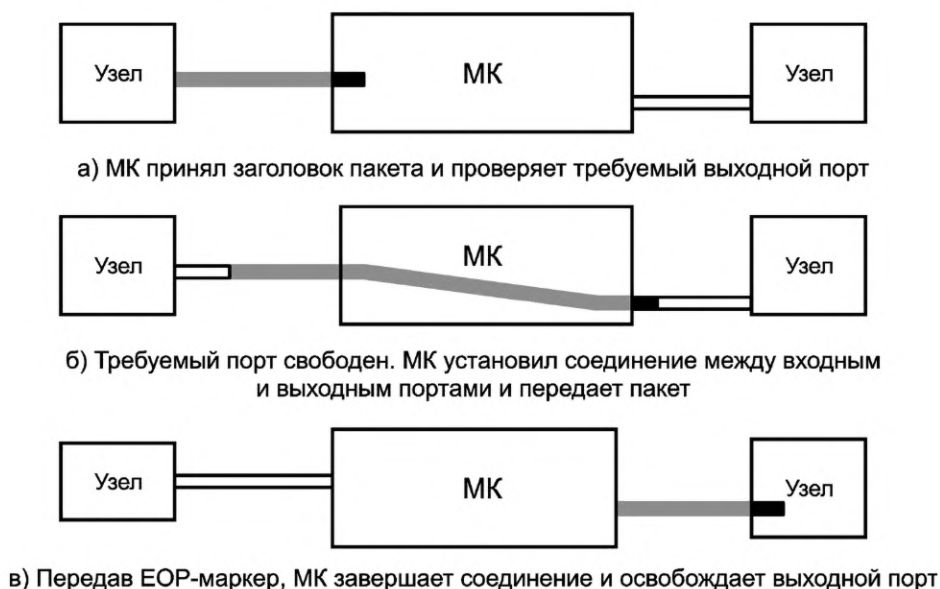 Узел
МК
Узел
а) МК принял заголовок пакета и проверяет требуемый выходной порт
Узел
МК
Узел
б) Требуемый порт свободен. МК установил соединение между входным
и выходным портами и передает пакет
Узел
МК
Узел
в) Передав EOP-маркер, МК завершает соединение и освобождает выходной порт